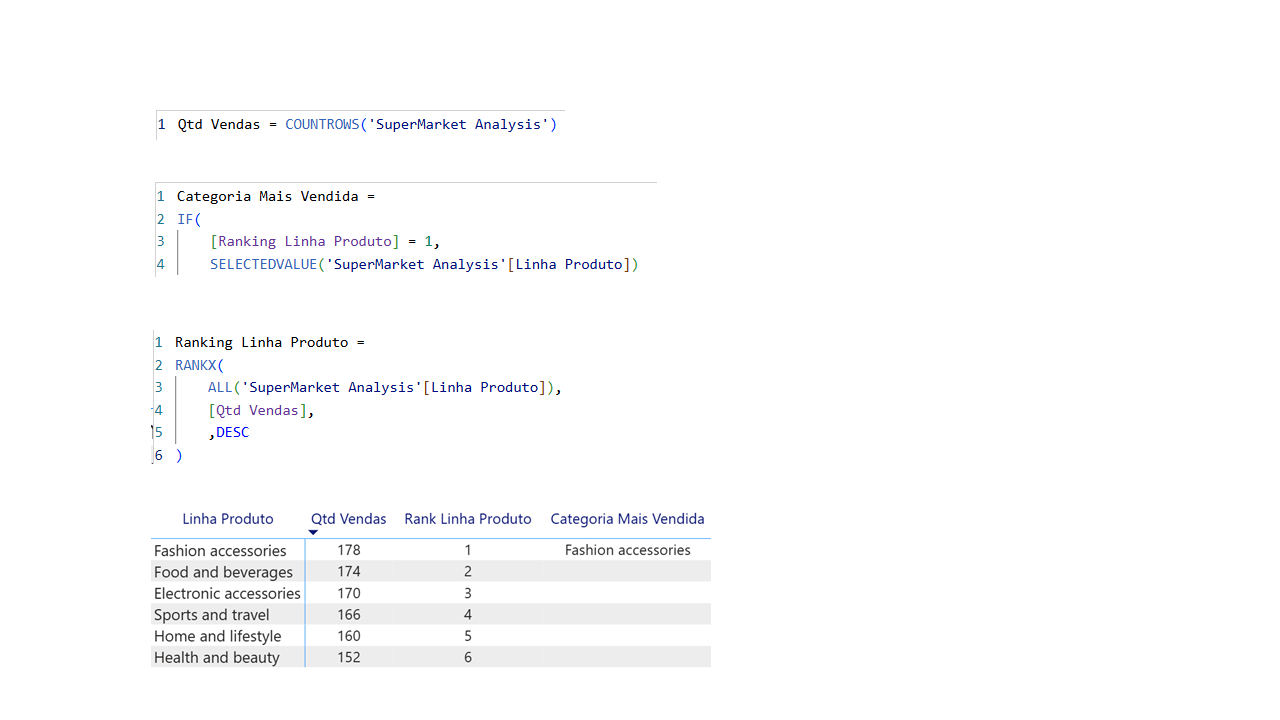 1 Qtd Vendas = COUNTROWS('SuperMarket Analysis')
1 Categoria Mais Vendida =
2 IF(
3 [Ranking Linha Produto] = 1,
4 SELECTEDVALUE('SuperMarket Analysis'[Linha Produto])
1 Ranking Linha Produto =
2 RANKX(
3 ALL('SuperMarket Analysis'[Linha Produto]),
4 [Qtd Vendas],
5 ,DESC
6 )
Linha Produto Qtd Vendas Rank Linha Produto Categoria Mais Vendida
Fashion accessories 178 1 Fashion accessories
Food and beverages 174 2
Electronic accessories 170 3
Sports and travel 166 4
Home and lifestyle 160 5
Health and beauty 152 6